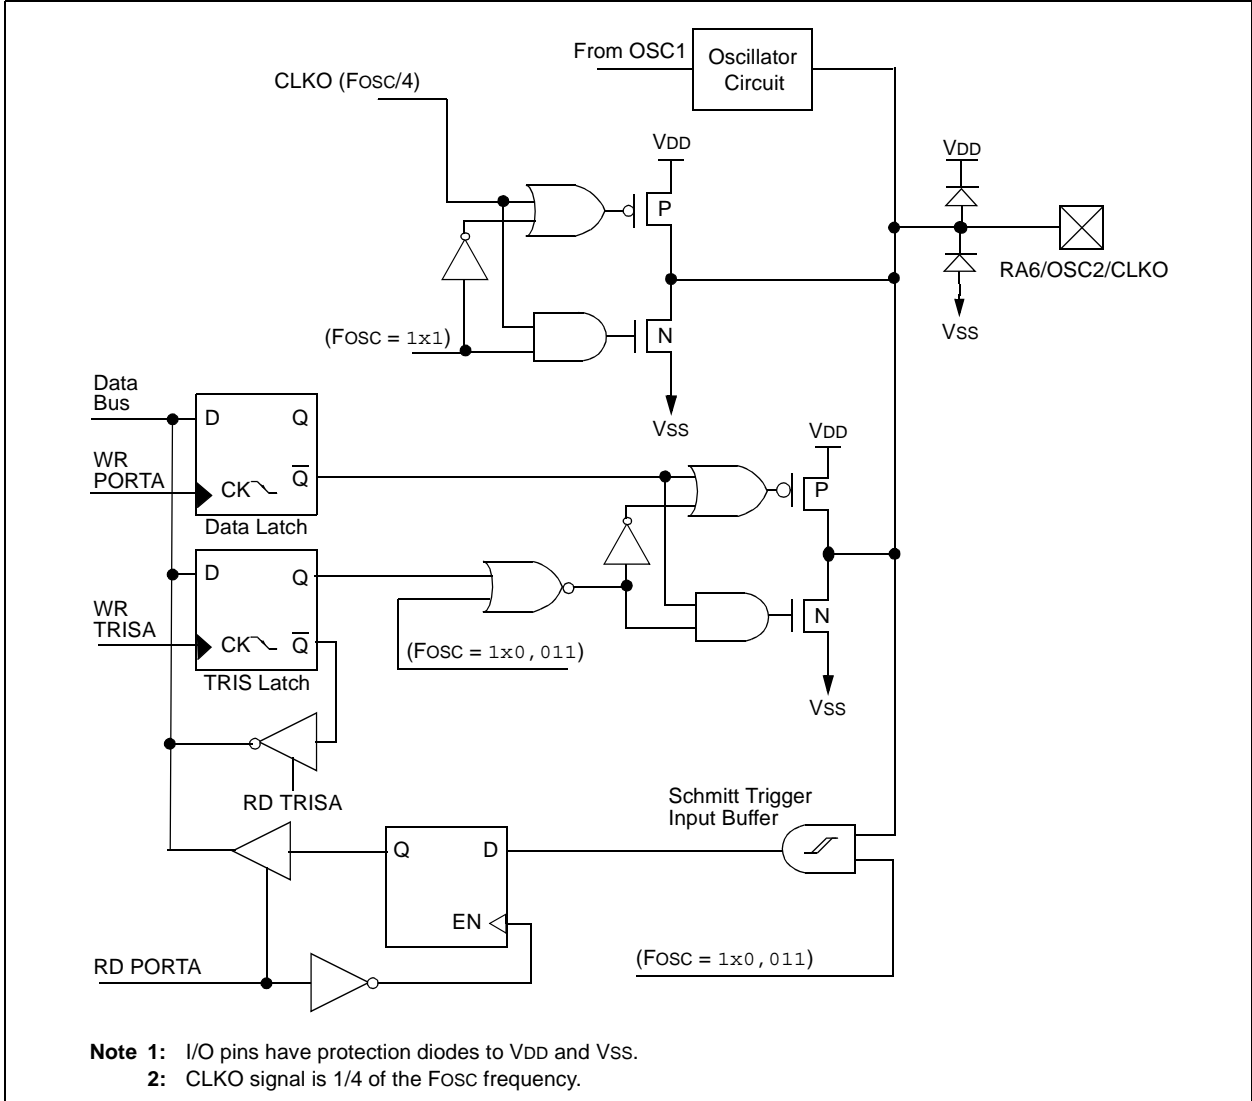 From OSC1
Oscillator
Circuit
CLKO (FOSC/4)
VDD
P
VDD
RA6/OSC2/CLKO
VSS
(FOSC = 1x1)
N
VSS
Data
Bus
D
Q
WR
PORTA
CK
Q
Data Latch
VDD
P
D
Q
WR
TRISA
CK
Q
TRIS Latch
(FOSC = 1x0,011)
N
VSS
RD TRISA
Schmitt Trigger
Input Buffer
Q
D
EN
RD PORTA
(FOSC = 1x0,011)
Note 1: I/O pins have protection diodes to VDD and VSS.
2: CLKO signal is 1/4 of the FOSC frequency.